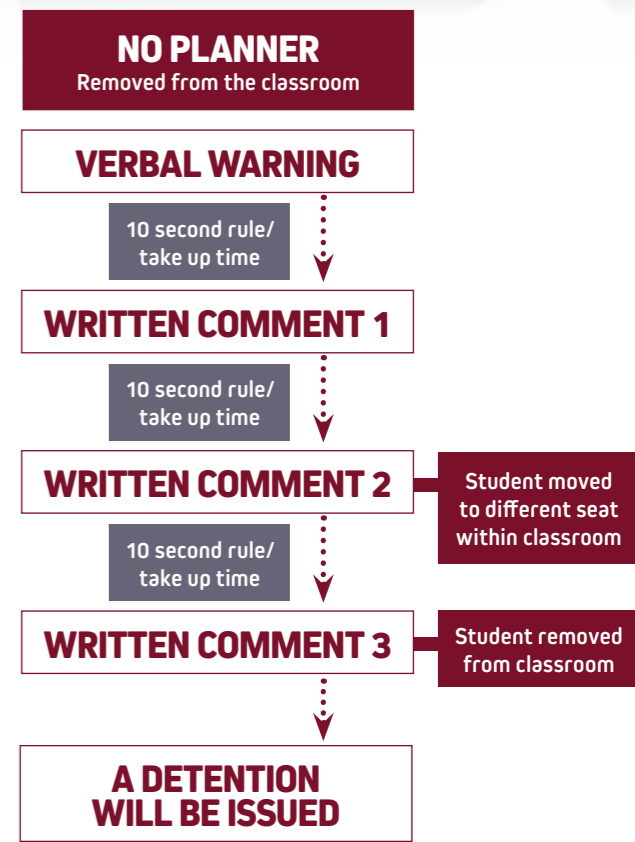 NO PLANNER
Removed from the classroom
VERBAL WARNING
10 second rule/
take up time
WRITTEN COMMENT 1
10 second rule/
take up time
WRITTEN COMMENT 2
Student moved
to different seat
within classroom
10 second rule/
take up time
WRITTEN COMMENT 3
Student removed
from classroom
A DETENTION
WILL BE ISSUED